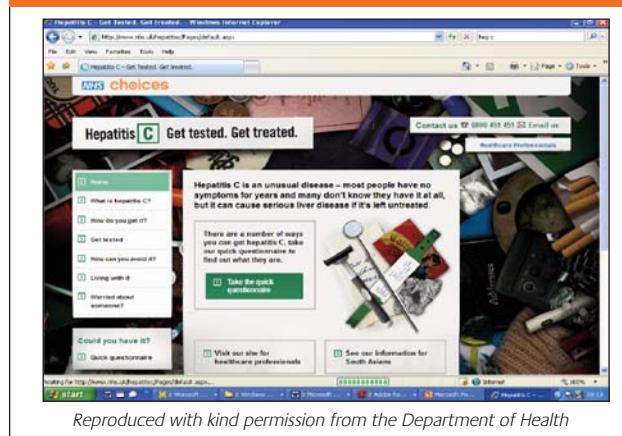 Hepatitis C - Get Tested. Get treated. - Windows Internet Explorer
File Edit View Favorites Tools Help
Hepatitis C – Get Tested. Get treated.
Page Tools
NHS choices
Hepatitis C Get tested. Get treated.
Contact us
Email us
Healthcare Professionals
Home
What is hepatitis C?
How do you get it?
Get tested
How can you avoid it?
Living with it
Worried about
someone?
Could you have it?
Quick questionnaire
Hepatitis C is an unusual disease – most people have no
symptoms for years and many don't know they have it at all,
but it can cause serious liver disease if it's left untreated.
There are a number of ways
you can get hepatitis C, take
our quick questionnaire to
find out what they are.
Take the quick
questionnaire
Visit our site for
healthcare professionals
See our information for
South Asians
Internet
100%
start
Reproduced with kind permission from the Department of Health